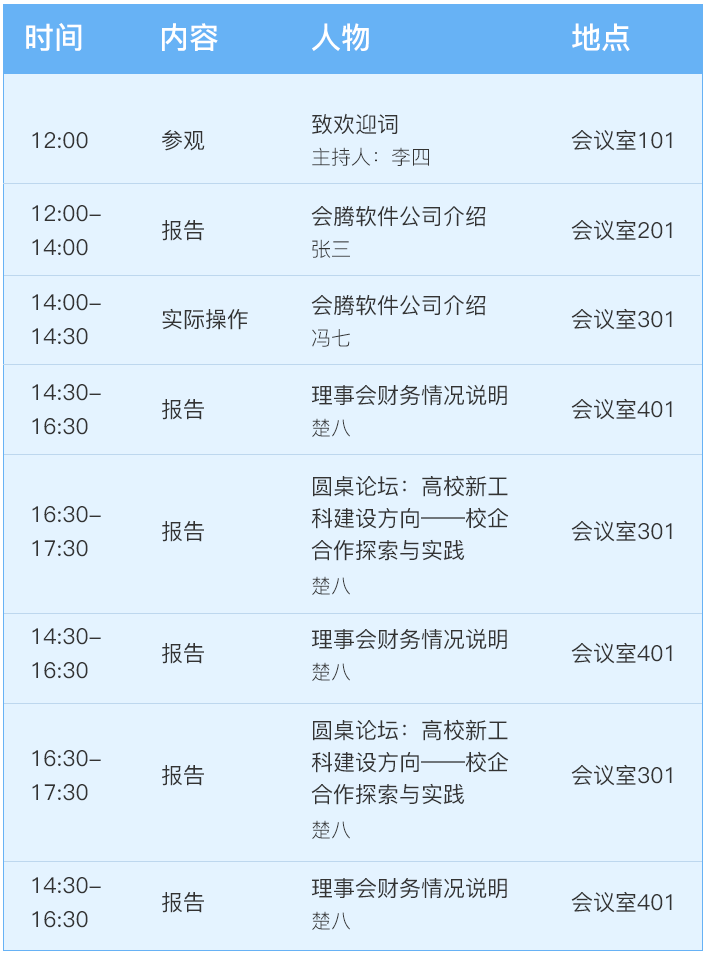 时间 内容 人物 地点
12:00 参观 致欢迎词 会议室101
主持人：李四
12:00–
14:00
报告
会腾软件公司介绍
张三
会议室201
14:00–
14:30
实际操作
会腾软件公司介绍
冯七
会议室301
14:30–
16:30
报告
理事会财务情况说明
楚八
会议室401
16:30–
17:30
报告
圆桌论坛：高校新工
科建设方向——校企
合作探索与实践
楚八
会议室301
14:30–
16:30
报告
理事会财务情况说明
楚八
会议室401
16:30–
17:30
报告
圆桌论坛：高校新工
科建设方向——校企
合作探索与实践
楚八
会议室301
14:30–
16:30
报告
理事会财务情况说明
楚八
会议室401